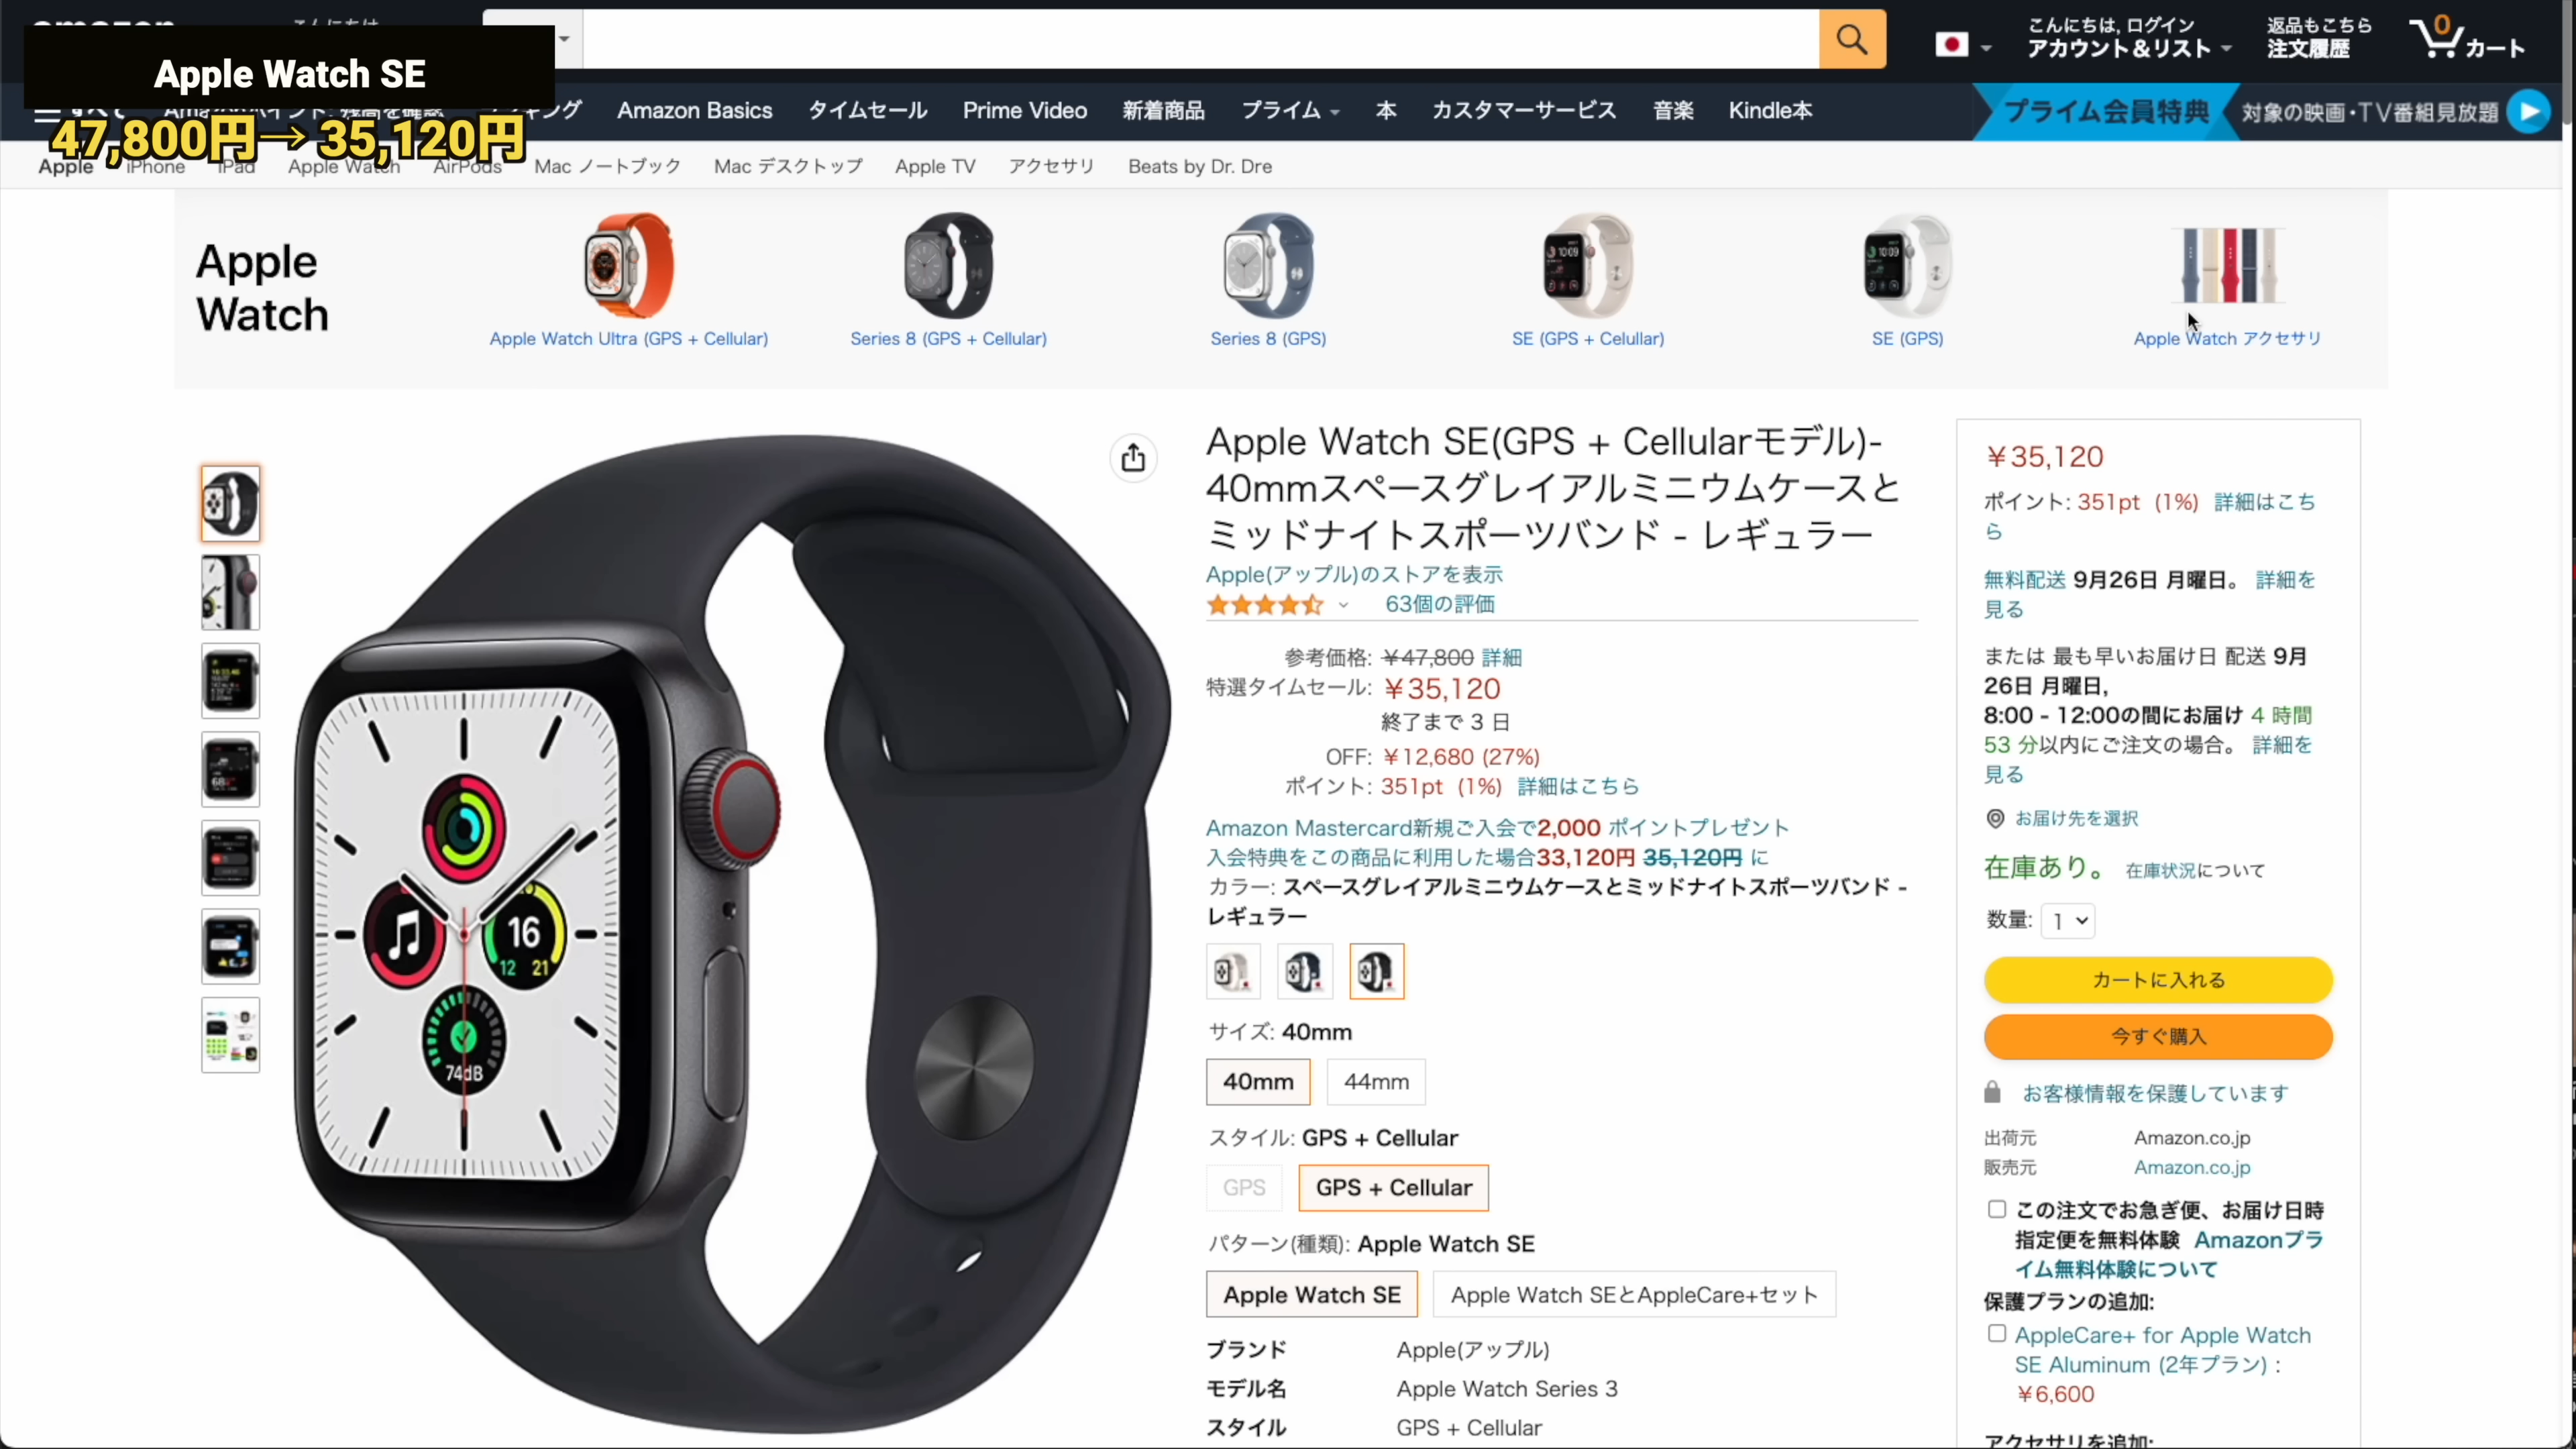 Apple Watch SE
47,800円→ 35,120円
こんにちは, ログイン
アカウント&リスト
返品もこちら
注文履歴
0
カート
Amazon Basics
タイムセール
Prime Video
新着商品
プライム
本
カスタマーサービス
音楽
Kindle本
プライム会員特典
対象の映画・TV番組見放題
Apple
iPhone
iPad
Apple Watch
AirPods
Mac ノートブック
Mac デスクトップ
Apple TV
アクセサリ
Beats by Dr. Dre
Apple
Watch
Apple Watch Ultra (GPS + Cellular)
Series 8 (GPS + Cellular)
Series 8 (GPS)
SE (GPS + Celullar)
SE (GPS)
Apple Watch アクセサリ
16
12 21
74dB
Apple Watch SE(GPS + Cellularモデル)-
40mmスペースグレイアルミニウムケースと
ミッドナイトスポーツバンド - レギュラー
Apple(アップル)のストアを表示
63個の評価
参考価格: ￥47,800 詳細
特選タイムセール: ￥35,120
終了まで 3 日
OFF: ￥12,680 (27%)
ポイント: 351pt (1%) 詳細はこちら
Amazon Mastercard新規ご入会で2,000 ポイントプレゼント
入会特典をこの商品に利用した場合33,120円 35,120円 に
カラー: スペースグレイアルミニウムケースとミッドナイトスポーツバンド -
レギュラー
サイズ: 40mm
40mm
44mm
スタイル: GPS + Cellular
GPS
GPS + Cellular
パターン(種類): Apple Watch SE
Apple Watch SE
Apple Watch SEとAppleCare+セット
ブランド Apple(アップル)
モデル名 Apple Watch Series 3
スタイル GPS + Cellular
￥35,120
ポイント: 351pt (1%) 詳細はこち
ら
無料配送 9月26日 月曜日。 詳細を
見る
または 最も早いお届け日 配送 9月
26日 月曜日,
8:00 - 12:00の間にお届け 4 時間
53 分以内にご注文の場合。 詳細を
見る
お届け先を選択
在庫あり。 在庫状況について
数量: 1
カートに入れる
今すぐ購入
お客様情報を保護しています
出荷元 Amazon.co.jp
販売元 Amazon.co.jp
この注文でお急ぎ便、お届け日時
指定便を無料体験 Amazonプラ
イム無料体験について
保護プランの追加:
AppleCare+ for Apple Watch
SE Aluminum (2年プラン) :
￥6,600
アクセサリを追加: